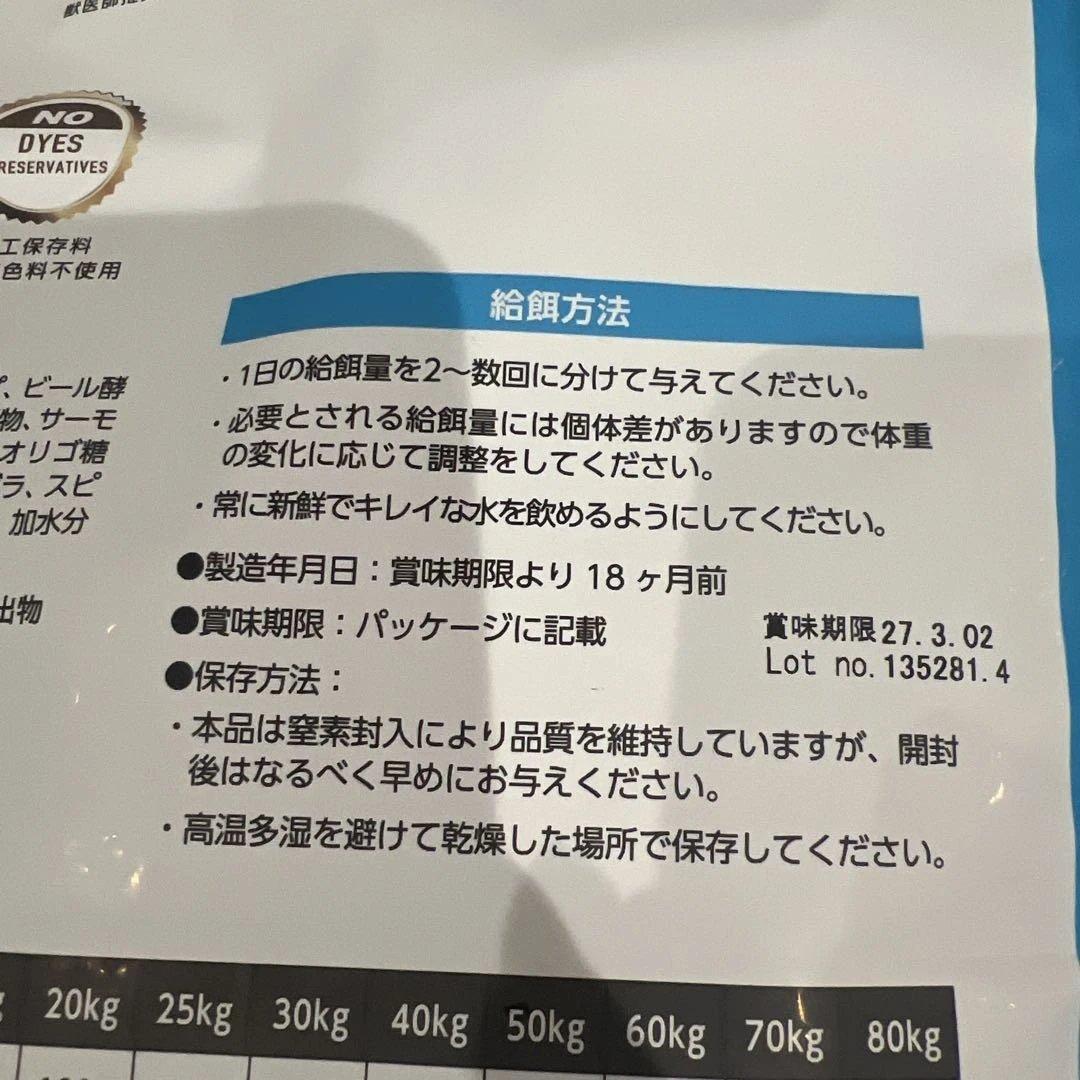 獣医師推
NO
DYES
RESERVATIVES
工保存料
色料不使用
、ビール酵
物、サーモ
オリゴ糖
ラ、スピ
加水分
出物
給餌方法
・1日の給餌量を2〜数回に分けて与えてください。
・必要とされる給餌量には個体差がありますので体重
の変化に応じて調整をしてください。
・常に新鮮でキレイな水を飲めるようにしてください。
●製造年月日：賞味期限より18ヶ月前
●賞味期限：パッケージに記載
賞味期限27.3.02
Lot no.135281.4
●保存方法：
・本品は窒素封入により品質を維持していますが、開封
後はなるべく早めにお与えください。
・高温多湿を避けて乾燥した場所で保存してください。
20kg 25kg 30kg 40kg 50kg 60kg 70kg 80kg